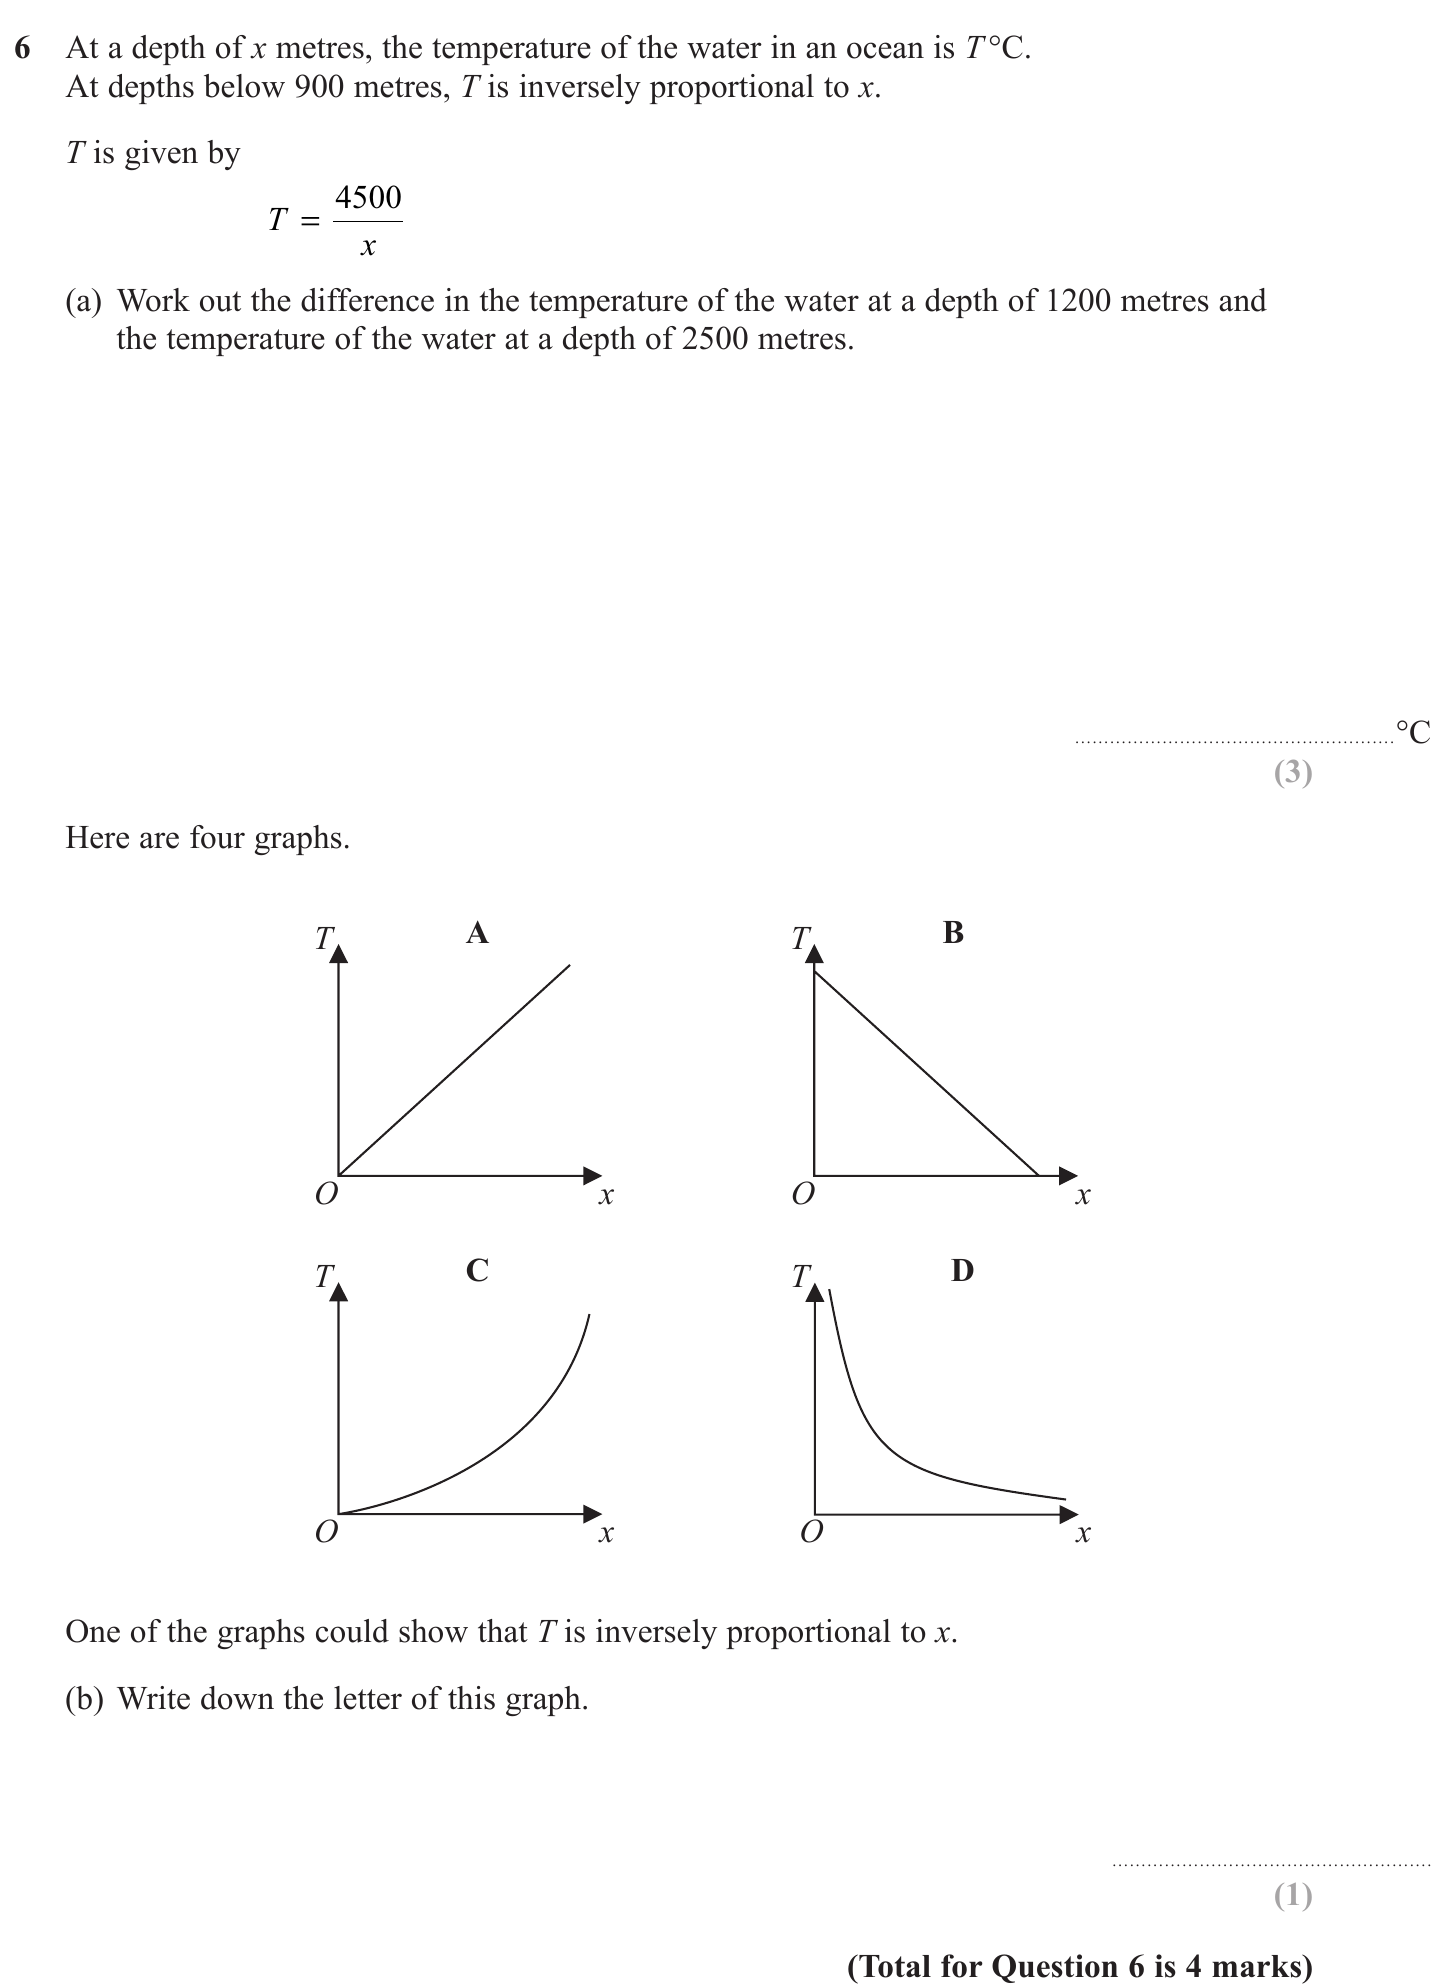 6 At a depth of x metres, the temperature of the water in an ocean is T °C.
At depths below 900 metres, T is inversely proportional to x.
T is given by
T = 4500 / x
(a) Work out the difference in the temperature of the water at a depth of 1200 metres and
the temperature of the water at a depth of 2500 metres.
.......................................................°C
(3)
Here are four graphs.
T A
O x
T B
O x
T C
O x
T D
O x
One of the graphs could show that T is inversely proportional to x.
(b) Write down the letter of this graph.
.......................................................
(1)
(Total for Question 6 is 4 marks)